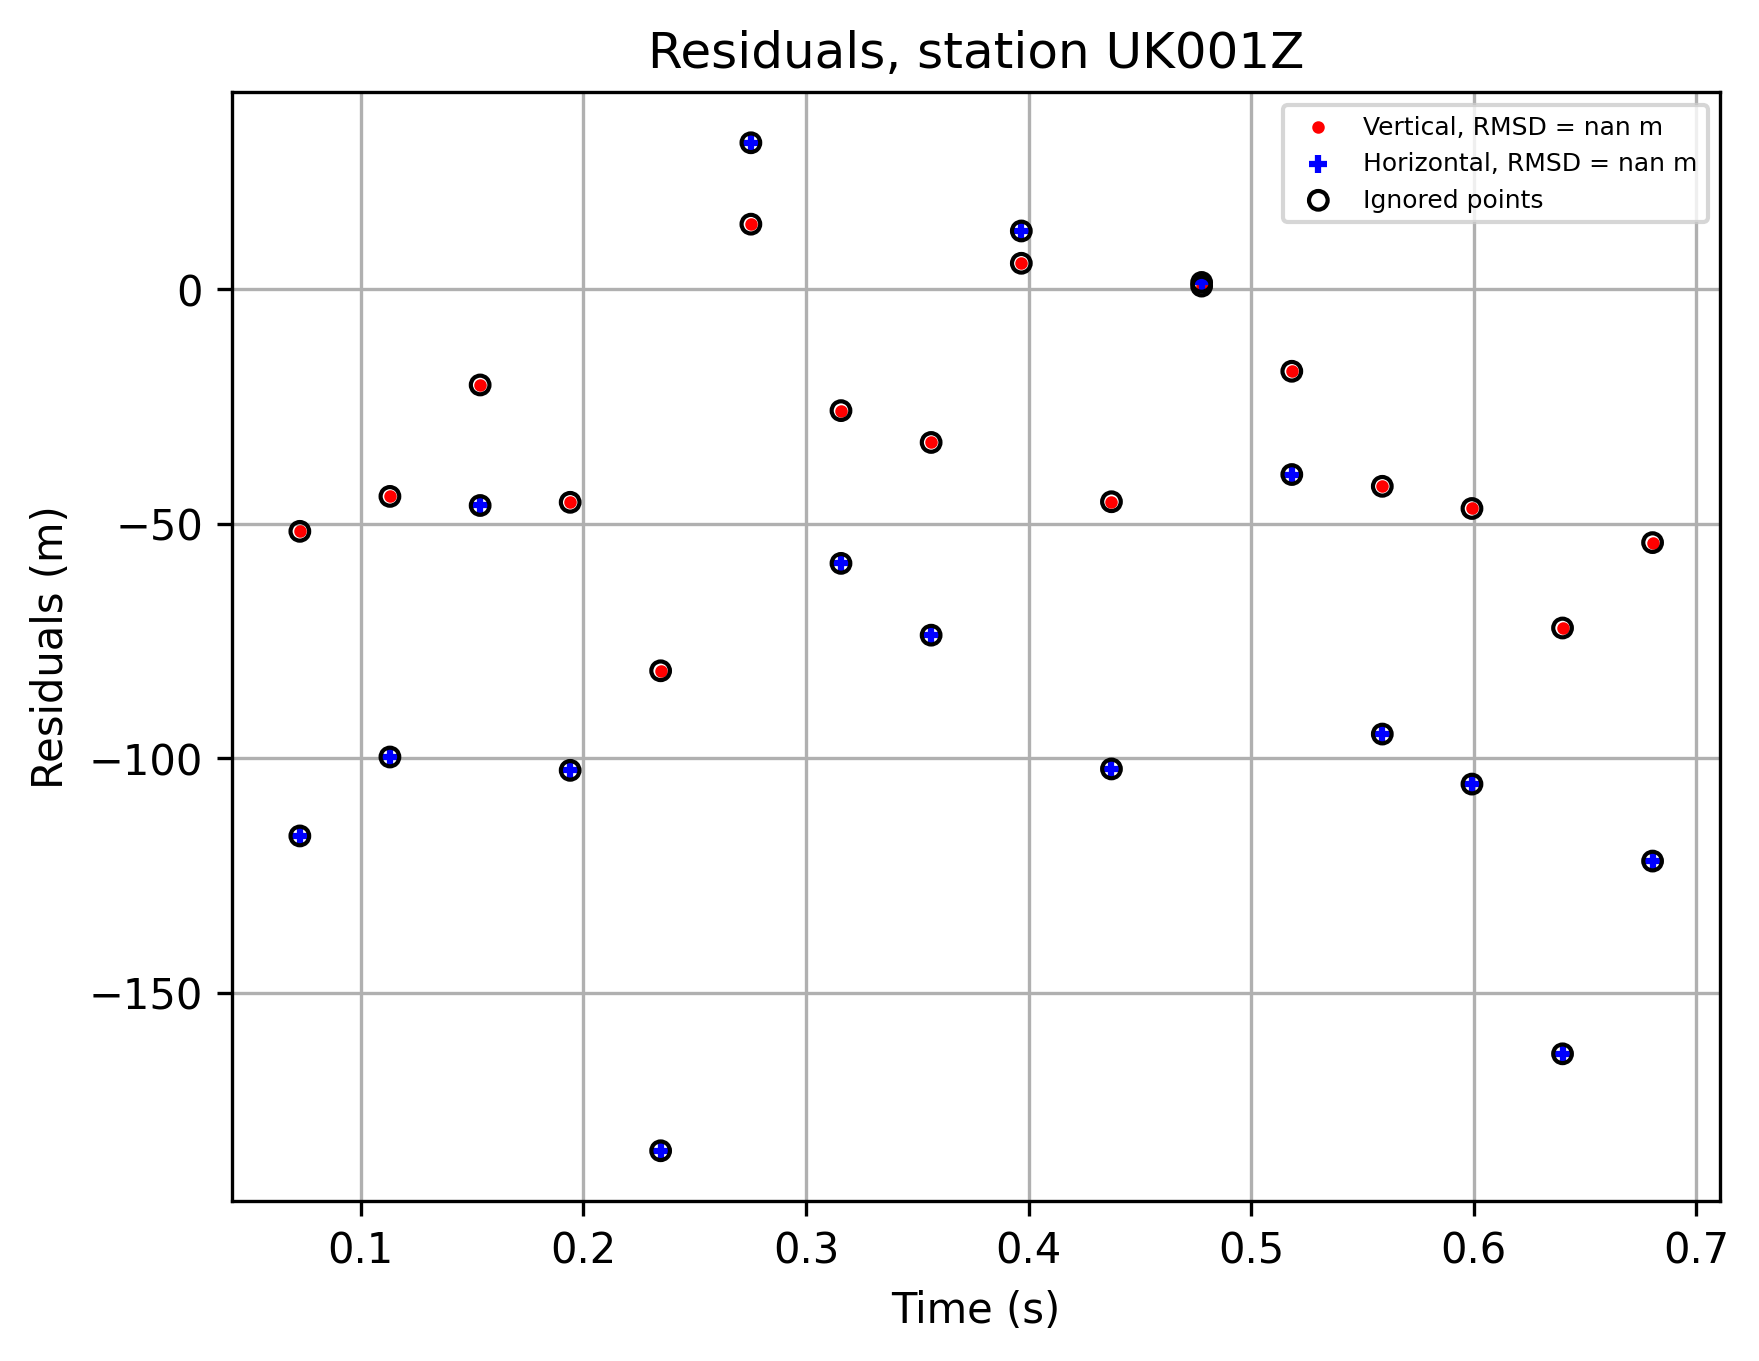 Residuals, station UK001Z
Vertical, RMSD = nan m
Horizontal, RMSD = nan m
Ignored points
Residuals (m)
0
−50
−100
−150
0.1 0.2 0.3 0.4 0.5 0.6 0.7
Time (s)